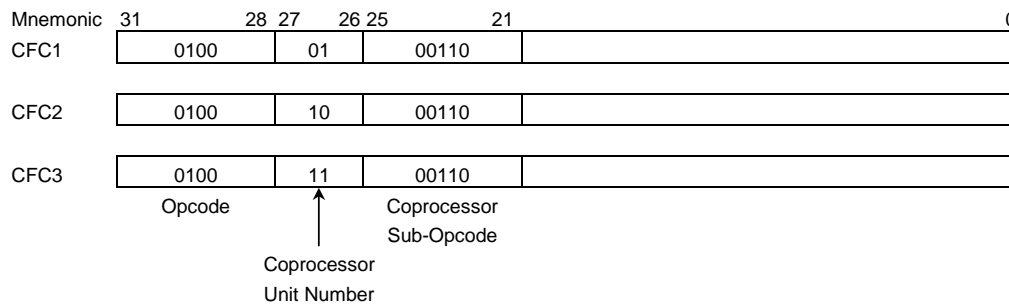 Mnemonic 31 28 27 26 25 21 0
CFC1 0100 01 00110
CFC2 0100 10 00110
CFC3 0100 11 00110
Opcode Coprocessor
Sub-Opcode
Coprocessor
Unit Number